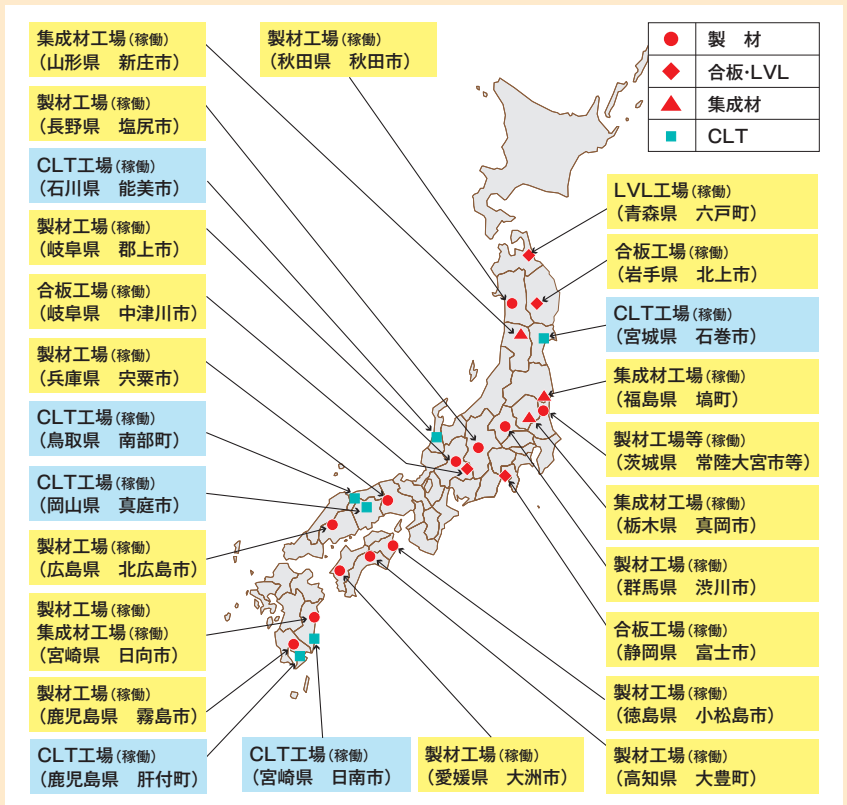 集成材工場(稼働)
（山形県　新庄市）
製材工場(稼働)
（長野県　塩尻市）
CLT工場(稼働)
（石川県　能美市）
製材工場(稼働)
（岐阜県　郡上市）
合板工場(稼働)
（岐阜県　中津川市）
製材工場(稼働)
（兵庫県　宍粟市）
CLT工場(稼働)
（鳥取県　南部町）
CLT工場(稼働)
（岡山県　真庭市）
製材工場(稼働)
（広島県　北広島市）
製材工場(稼働)
集成材工場(稼働)
（宮崎県　日向市）
製材工場(稼働)
（鹿児島県　霧島市）
CLT工場(稼働)
（鹿児島県　肝付町）
製材工場(稼働)
（秋田県　秋田市）
製　材
合板・LVL
集成材
CLT
LVL工場(稼働)
（青森県　六戸町）
合板工場(稼働)
（岩手県　北上市）
CLT工場(稼働)
（宮城県　石巻市）
集成材工場(稼働)
（福島県　塙町）
製材工場等(稼働)
（茨城県　常陸大宮市等）
集成材工場(稼働)
（栃木県　真岡市）
製材工場(稼働)
（群馬県　渋川市）
合板工場(稼働)
（静岡県　富士市）
製材工場(稼働)
（徳島県　小松島市）
製材工場(稼働)
（高知県　大豊町）
CLT工場(稼働)
（宮崎県　日南市）
製材工場(稼働)
（愛媛県　大洲市）